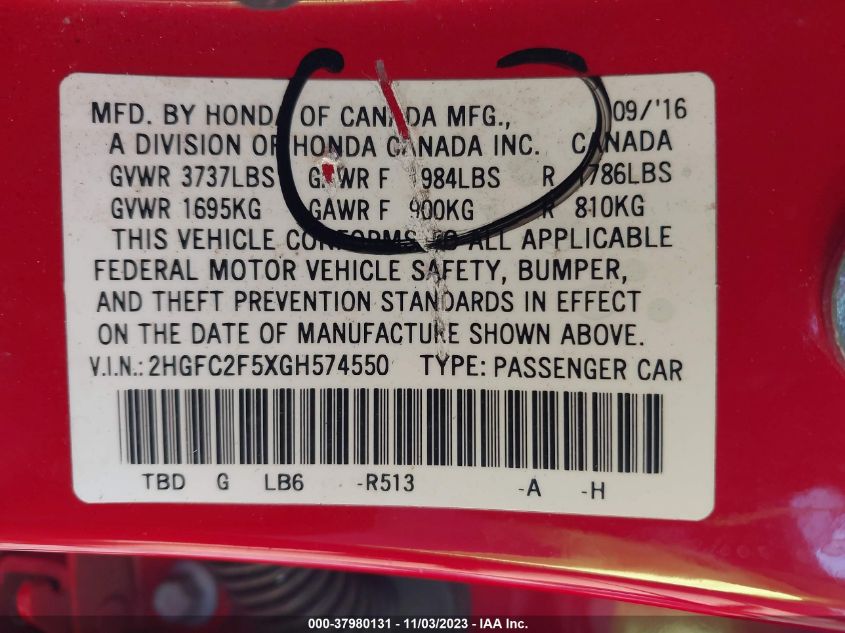 MFD. BY HONDA OF CANADA MFG., 09/'16
A DIVISION OF HONDA CANADA INC. CANADA
GVWR 3737LBS GAWR F 1984LBS R 1786LBS
GVWR 1695KG GAWR F 900KG R 810KG
THIS VEHICLE CONFORMS TO ALL APPLICABLE
FEDERAL MOTOR VEHICLE SAFETY, BUMPER,
AND THEFT PREVENTION STANDARDS IN EFFECT
ON THE DATE OF MANUFACTURE SHOWN ABOVE.
V.I.N.: 2HGFC2F5XGH574550 TYPE: PASSENGER CAR
TBD G LB6 -R513 -A -H
000-37980131 - 11/03/2023 - IAA Inc.